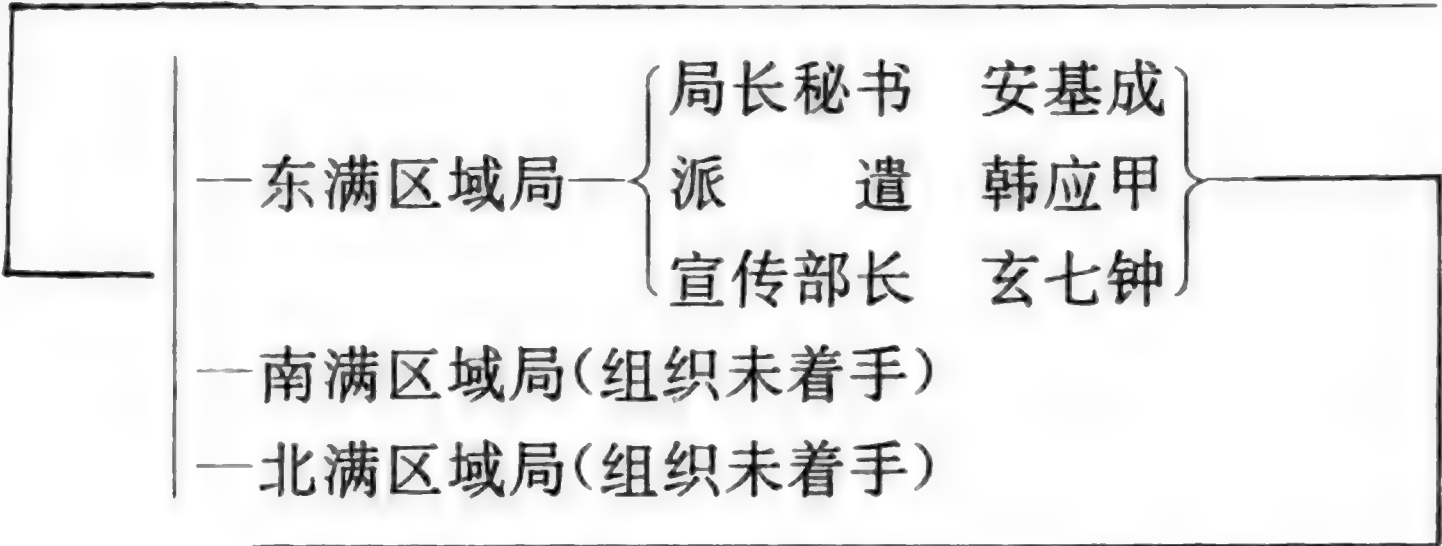 局长秘书 安基成
东满区域局 派遣 韩应甲
宣传部长 玄七钟
南满区域局(组织未着手)
北满区域局(组织未着手)